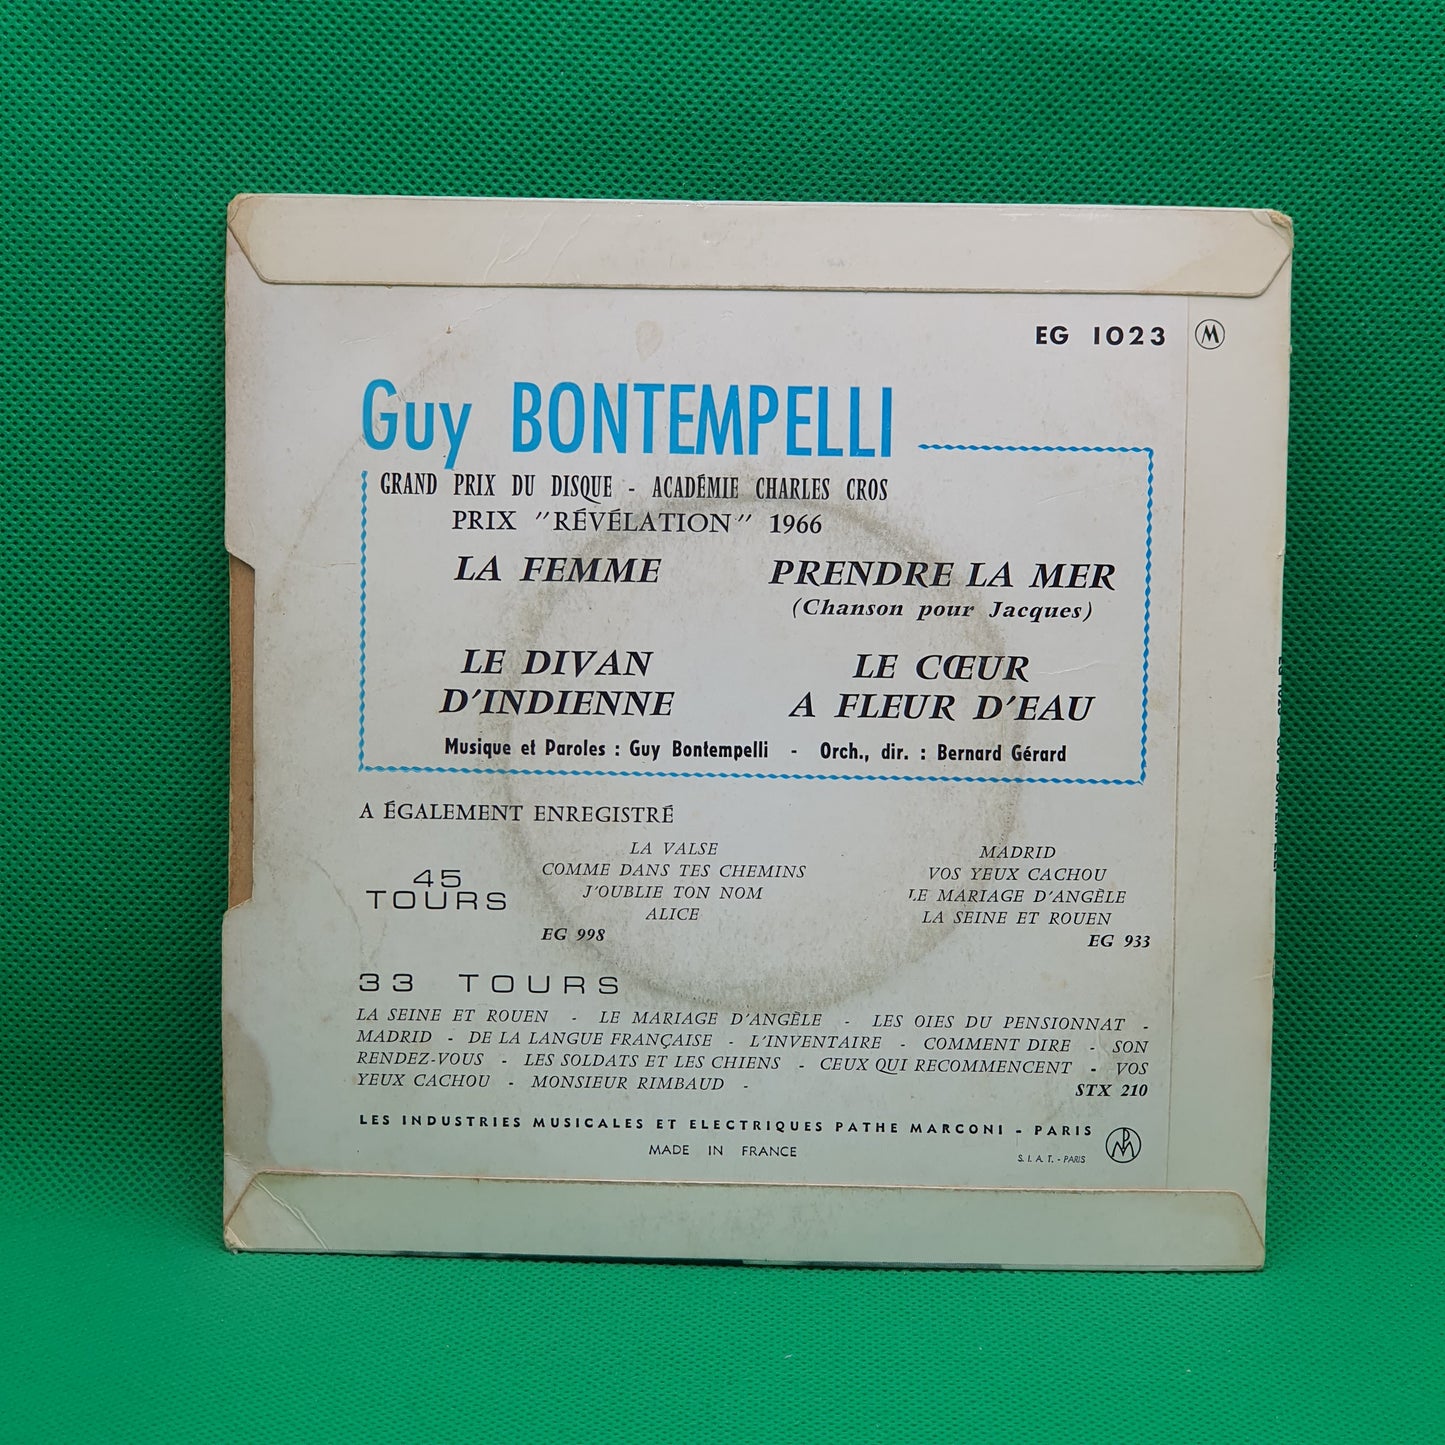 EG 1023 M
Guy BONTEMPELLI
GRAND PRIX DU DISQUE - ACADÉMIE CHARLES CROS
PRIX "RÉVÉLATION" 1966
LA FEMME
PRENDRE LA MER
(Chanson pour Jacques)
LE DIVAN
D'INDIENNE
LE CŒUR
A FLEUR D'EAU
Musique et Paroles : Guy Bontempelli - Orch., dir. : Bernard Gérard
A ÉGALEMENT ENREGISTRÉ
45
TOURS
LA VALSE
COMME DANS TES CHEMINS
J'OUBLIE TON NOM
ALICE
EG 998
MADRID
VOS YEUX CACHOU
LE MARIAGE D'ANGÈLE
LA SEINE ET ROUEN
EG 933
33 TOURS
LA SEINE ET ROUEN - LE MARIAGE D'ANGÈLE - LES OIES DU PENSIONNAT -
MADRID - DE LA LANGUE FRANÇAISE - L'INVENTAIRE - COMMENT DIRE - SON
RENDEZ-VOUS - LES SOLDATS ET LES CHIENS - CEUX QUI RECOMMENCENT - VOS
YEUX CACHOU - MONSIEUR RIMBAUD -
STX 210
LES INDUSTRIES MUSICALES ET ELECTRIQUES PATHE MARCONI - PARIS
MADE IN FRANCE
S.I.A.T. - PARIS
PM